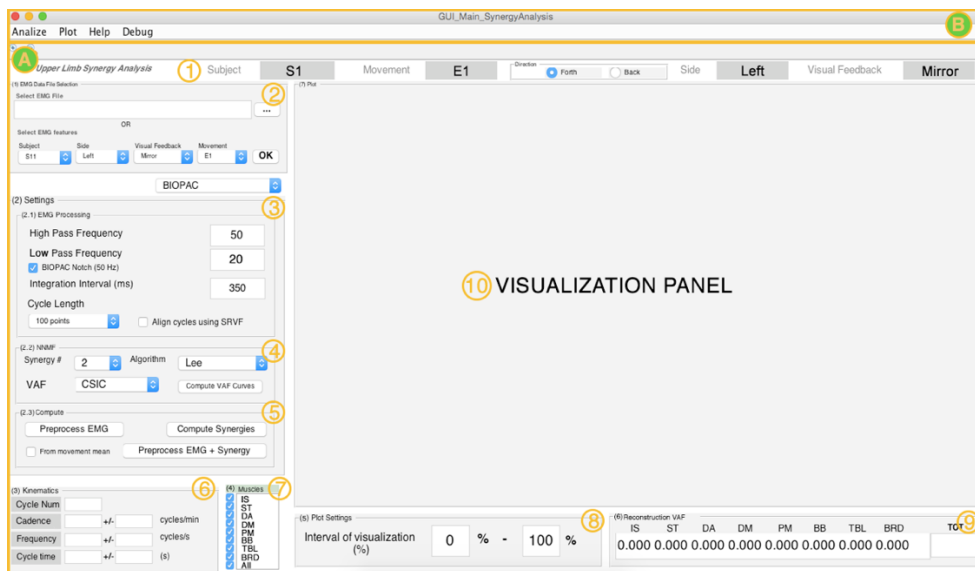 GUI_Main_SynergyAnalysis
Analize Plot Help Debug
B
A
Upper Limb Synergy Analysis
1 Subject S1 Movement E1 Direction Forth Back Side Left Visual Feedback Mirror
(1) EMG Data File Selection
2
Select EMG File
...
OR
Select EMG features
Subject Side Visual Feedback Movement
S11 Left Mirror E1 OK
BIOPAC
(2) Settings
3
(2.1) EMG Processing
High Pass Frequency 50
Low Pass Frequency 20
BIOPAC Notch (50 Hz)
Integration Interval (ms) 350
Cycle Length
100 points Align cycles using SRVF
(2.2) NNMF
4
Synergy # 2 Algorithm Lee
VAF CSIC Compute VAF Curves
(2.3) Compute
5
Preprocess EMG Compute Synergies
From movement mean Preprocess EMG + Synergy
(3) Kinematics
6
Cycle Num
Cadence +/- cycles/min
Frequency +/- cycles/s
Cycle time +/- (s)
(4) Muscles
7
IS
ST
DA
DM
PM
BB
TBL
BRD
All
(7) Plot
10 VISUALIZATION PANEL
(5) Plot Settings
8
Interval of visualization
(%)
0 % - 100 %
(6) Reconstruction VAF
9
IS ST DA DM PM BB TBL BRD TOT
0.000 0.000 0.000 0.000 0.000 0.000 0.000 0.000